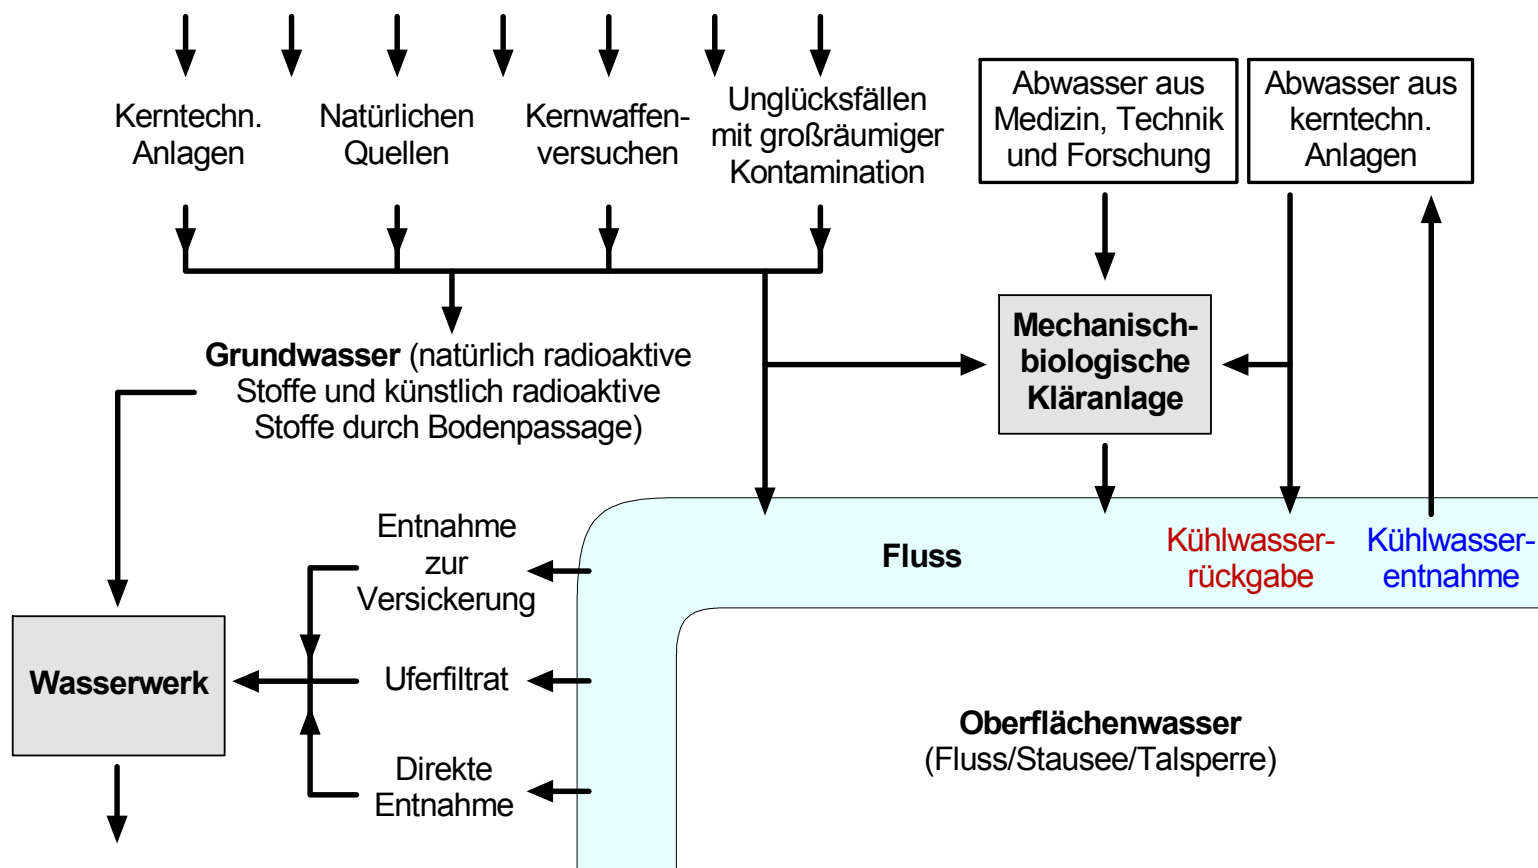 Kerntechn.
Anlagen
Natürlichen
Quellen
Kernwaffen-
versuchen
Unglücksfällen
mit großräumiger
Kontamination
Abwasser aus
Medizin, Technik
und Forschung
Abwasser aus
kerntechn.
Anlagen
Mechanisch-
biologische
Kläranlage
Grundwasser (natürlich radioaktive
Stoffe und künstlich radioaktive
Stoffe durch Bodenpassage)
Entnahme
zur
Versickerung
Fluss
Kühlwasser-
rückgabe
Kühlwasser-
entnahme
Wasserwerk
Uferfiltrat
Oberflächenwasser
(Fluss/Stausee/Talsperre)
Direkte
Entnahme